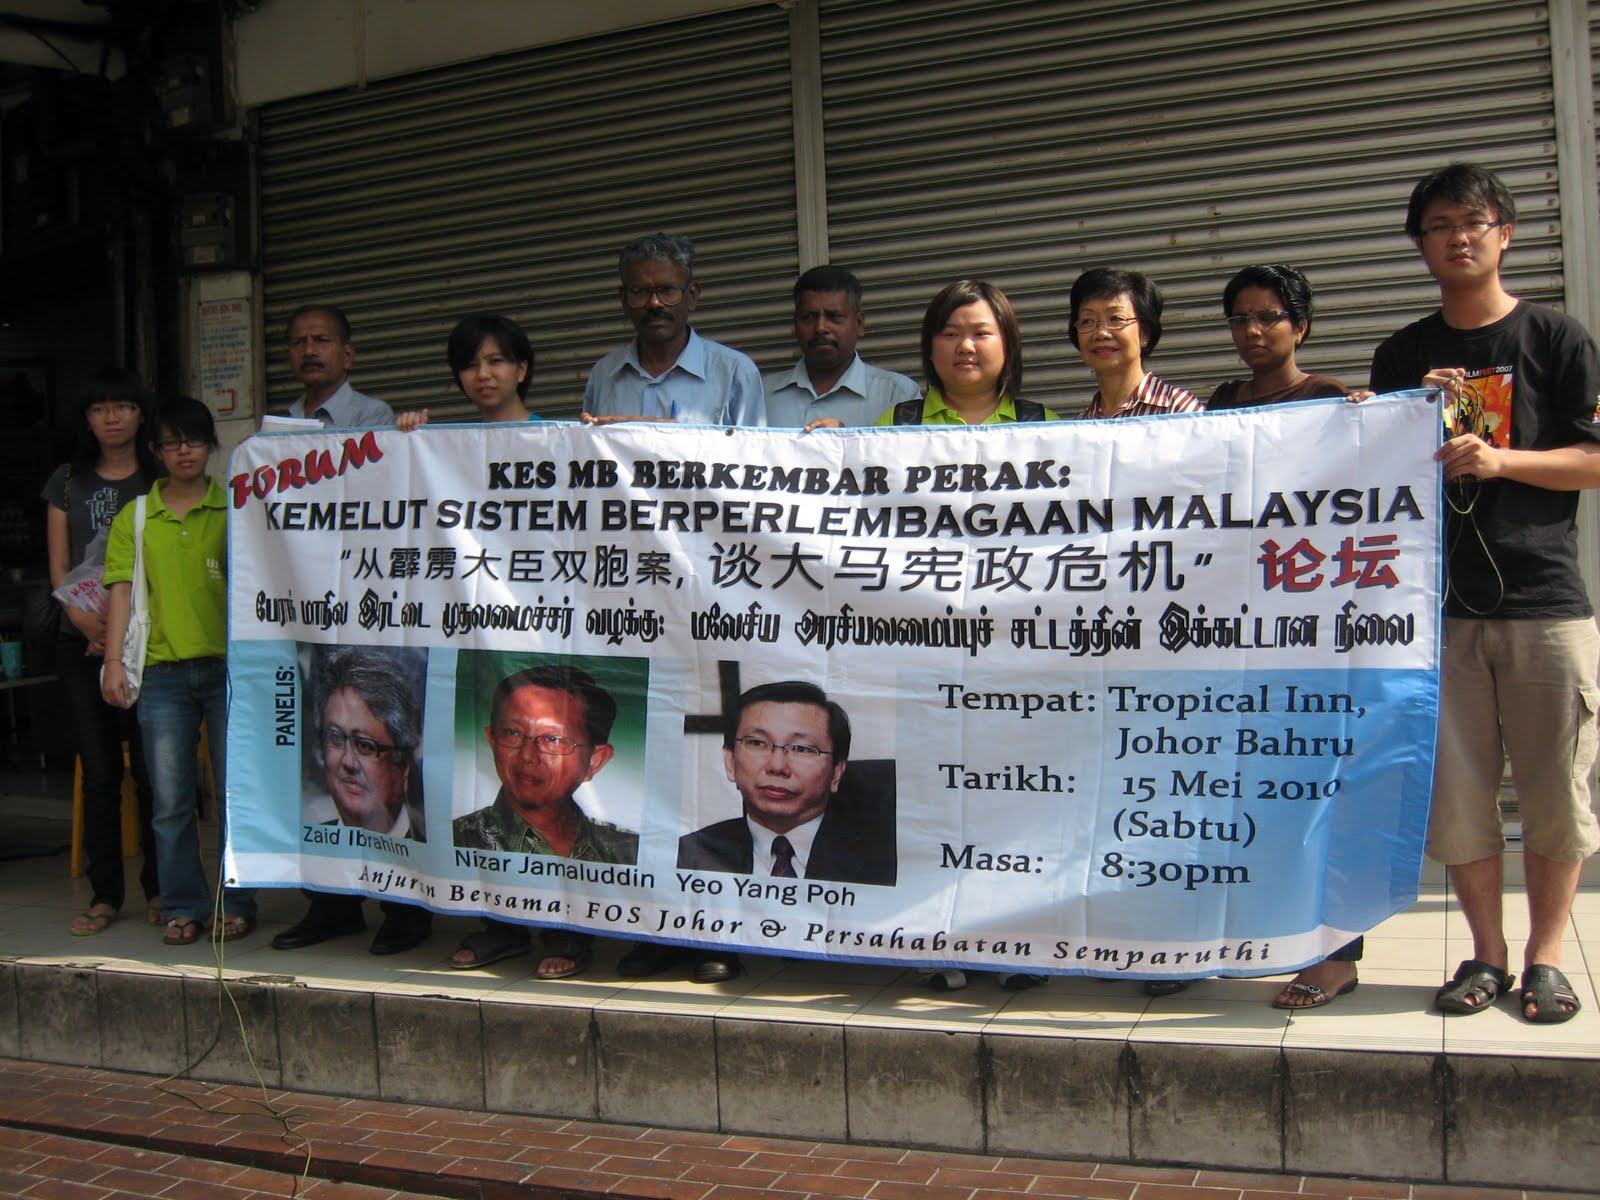 FORUM
KES MB BERKEMBAR PERAK:
KEMELUT SISTEM BERPERLEMBAGAAN MALAYSIA
"从霹雳大臣双胞案, 谈大马宪政危机" 论坛
பேராக் மாநில இரட்டை முதலமைச்சர் வழக்கு: மலேசிய அரசியலமைப்புச் சட்டத்தின் இக்கட்டான நிலை
PANELIS:
Zaid Ibrahim
Nizar Jamaluddin
Yeo Yang Poh
Tempat: Tropical Inn,
Johor Bahru
Tarikh: 15 Mei 2010
(Sabtu)
Masa: 8:30pm
Anjuran Bersama: FOS Johor & Persahabatan Semparuthi
FILMFEST2007
OFF
THE